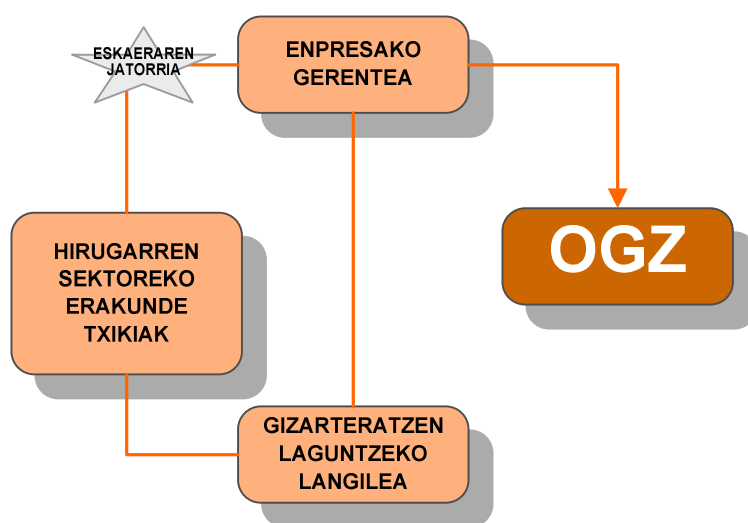 ESKAERAREN
JATORRIA
ENPRESAKO
GERENTEA
OGZ
HIRUGARREN
SEKTOREKO
ERAKUNDE
TXIKIAK
GIZARTERATZEN
LAGUNTZEKO
LANGILEA